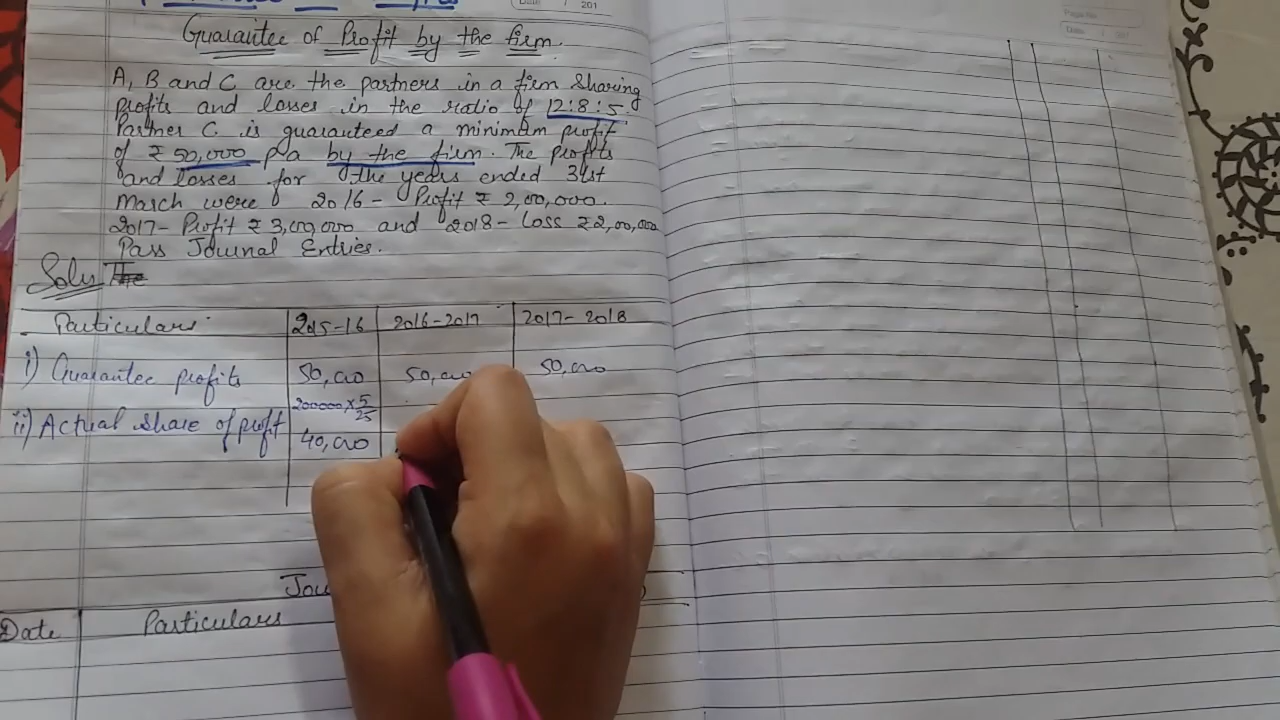 201
Guarantee of Profit by the firm.
A, B and C are the partners in a firm sharing
profits and losses in the ratio of 12:8:5.
Partner C is guaranteed a minimum profit
of ₹ 50,000 p.a by the firm. The profits
and losses for the years ended 31st
March were 2016 - Profit ₹ 2,00,000.
2017 - Profit ₹ 3,00,000 and 2018 - Loss ₹ 2,00,000
Pass Journal Entries.
Soln The
Particulars 2015-16 2016-2017 2017-2018
i) Guarantee profits 50,000 50,000 50,000
200000 × 5/25
ii) Actual share of profit
40,000
Jou
Date Particulars